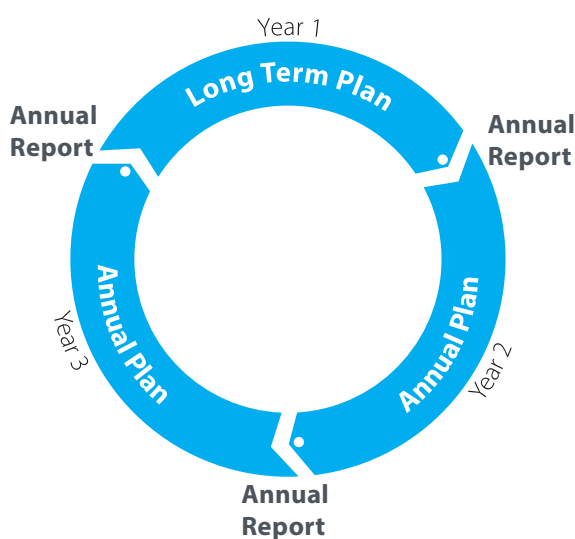 Year 1
Long Term Plan
Annual
Report
Annual
Report
Annual Plan
Year 2
Annual
Report
Annual Plan
Year 3